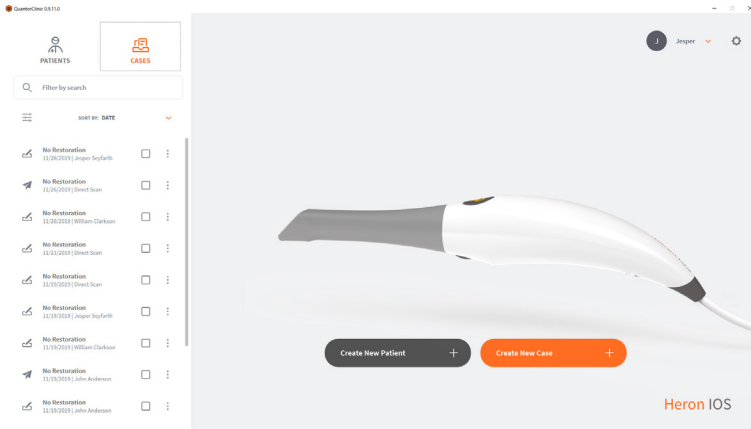 QuanterClinic 0.9.11.0
PATIENTS
CASES
Filter by search
SORT BY: DATE
No Restoration
11/26/2019 | Jesper Seyfarth
No Restoration
11/26/2019 | Direct Scan
No Restoration
11/26/2019 | William Clarkson
No Restoration
11/21/2019 | Direct Scan
No Restoration
11/19/2019 | Direct Scan
No Restoration
11/19/2019 | Jesper Seyfarth
No Restoration
11/19/2019 | William Clarkson
No Restoration
11/19/2019 | John Anderson
No Restoration
11/19/2019 | John Anderson
J Jesper
Create New Patient
Create New Case
Heron IOS